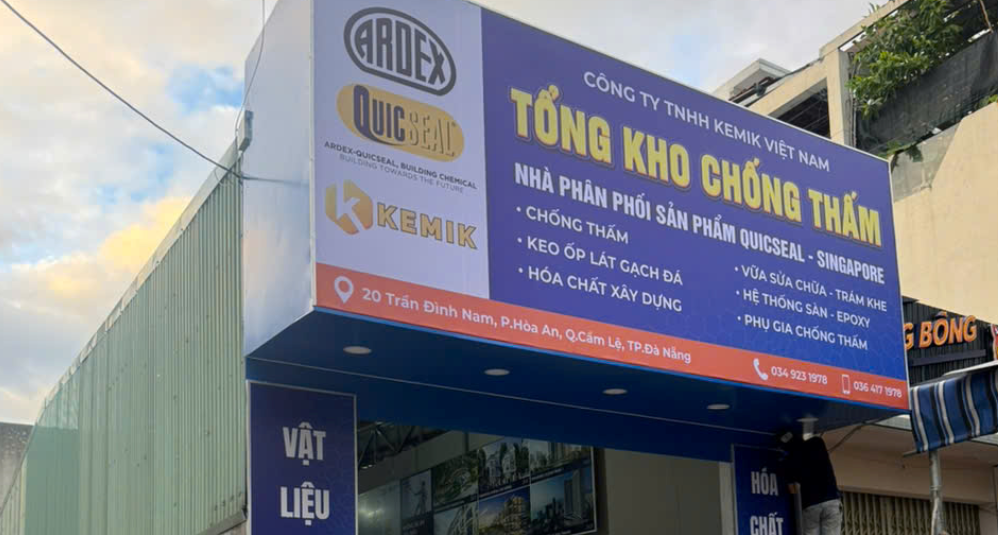 ARDEX
QUICSEAL
ARDEX-QUICSEAL, BUILDING CHEMICAL
BUILDING TOWARDS THE FUTURE
KEMIK
CÔNG TY TNHH KEMIK VIỆT NAM
TỔNG KHO CHỐNG THẤM
NHÀ PHÂN PHỐI SẢN PHẨM QUICSEAL - SINGAPORE
• CHỐNG THẤM
• KEO ỐP LÁT GẠCH ĐÁ
• HÓA CHẤT XÂY DỰNG
• VỮA SỬA CHỮA - TRÁM KHE
• HỆ THỐNG SÀN - EPOXY
• PHỤ GIA CHỐNG THẤM
20 Trần Đình Nam, P.Hòa An, Q.Cẩm Lệ, TP.Đà Nẵng
034 923 1978
036 417 1978
G BÔNG
VẬT
LIỆU
HÓA
CHẤT